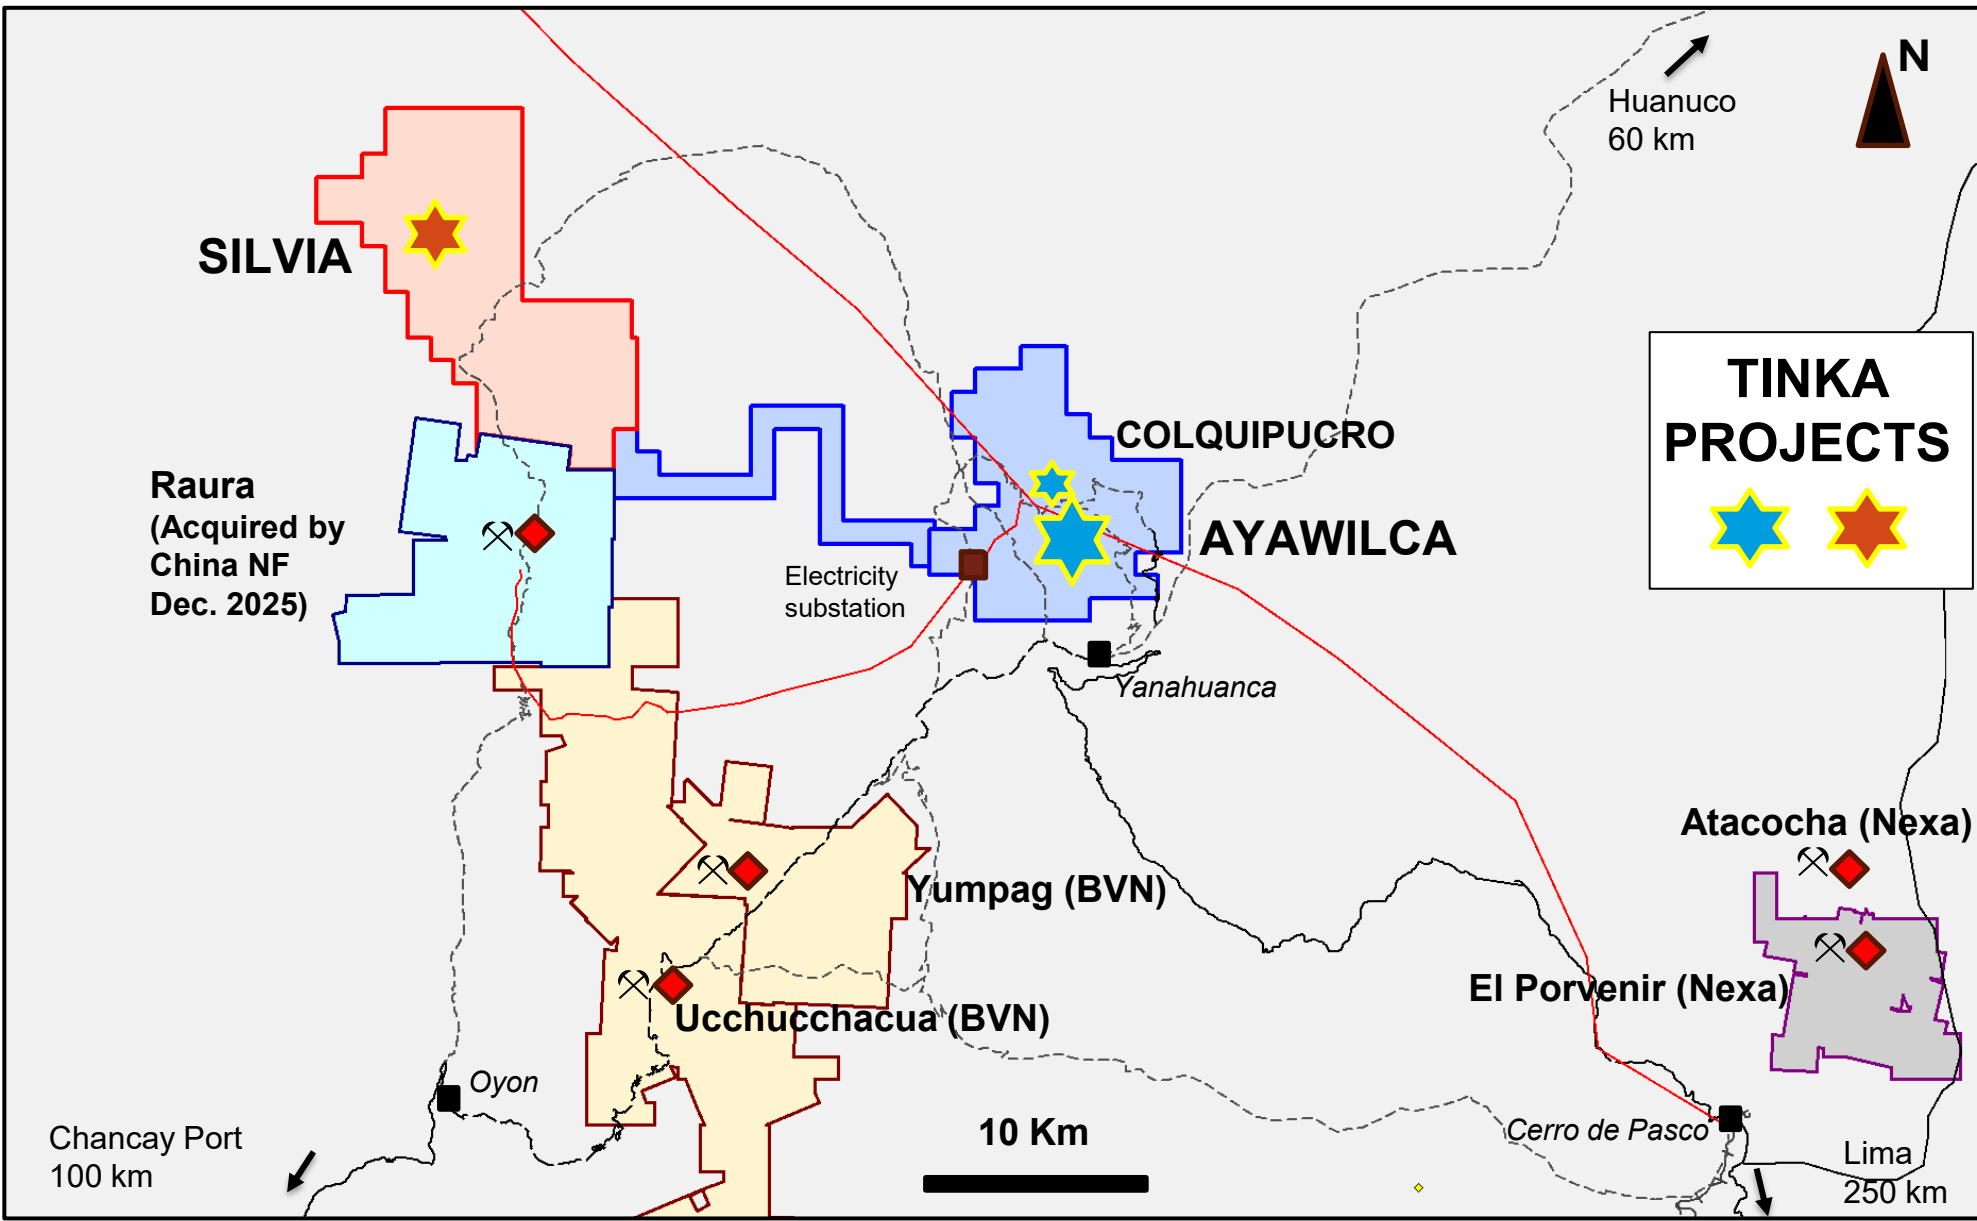 N
Huanuco
60 km
SILVIA
TINKA
PROJECTS
COLQUIPUCRO
AYAWILCA
Raura
(Acquired by
China NF
Dec. 2025)
Electricity
substation
Yanahuanca
Atacocha (Nexa)
Yumpag (BVN)
El Porvenir (Nexa)
Ucchucchacua (BVN)
Oyon
10 Km
Cerro de Pasco
Chancay Port
100 km
Lima
250 km